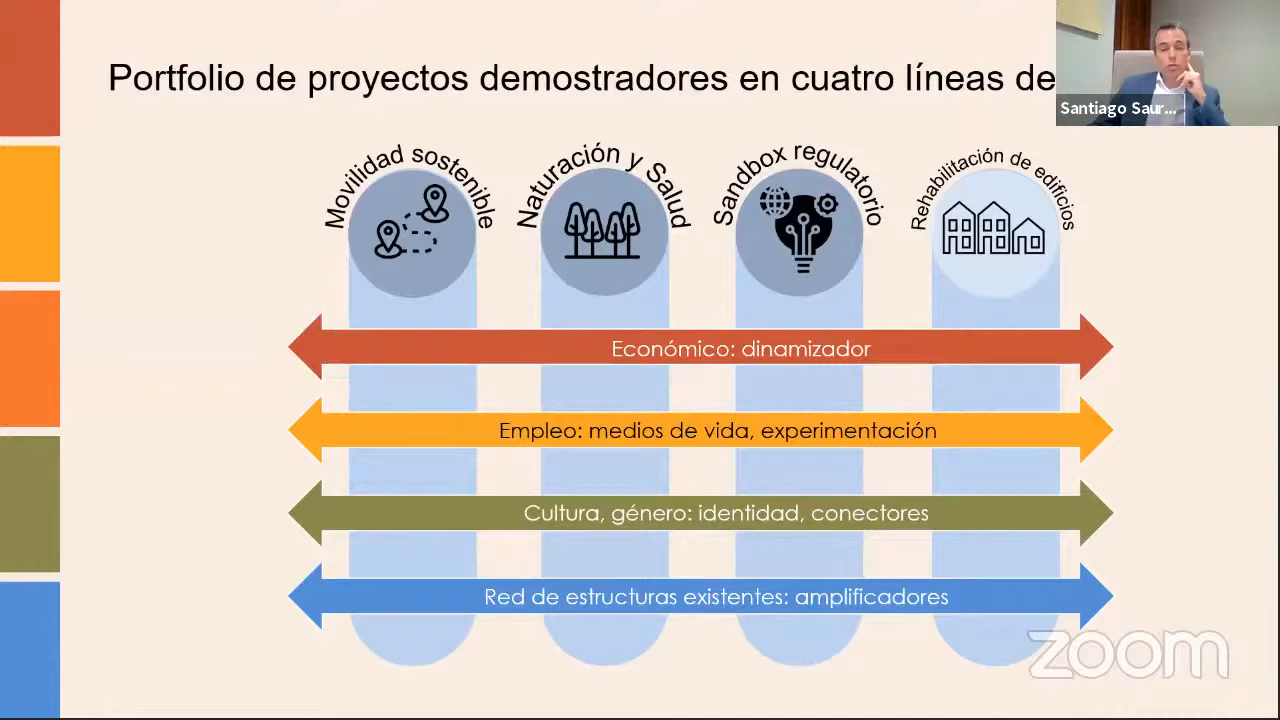 Portfolio de proyectos demostradores en cuatro líneas de
Santiago Saur...
Movilidad sostenible
Naturación y Salud
Sandbox regulatorio
Rehabilitación de edificios
Económico: dinamizador
Empleo: medios de vida, experimentación
Cultura, género: identidad, conectores
Red de estructuras existentes: amplificadores
zoom